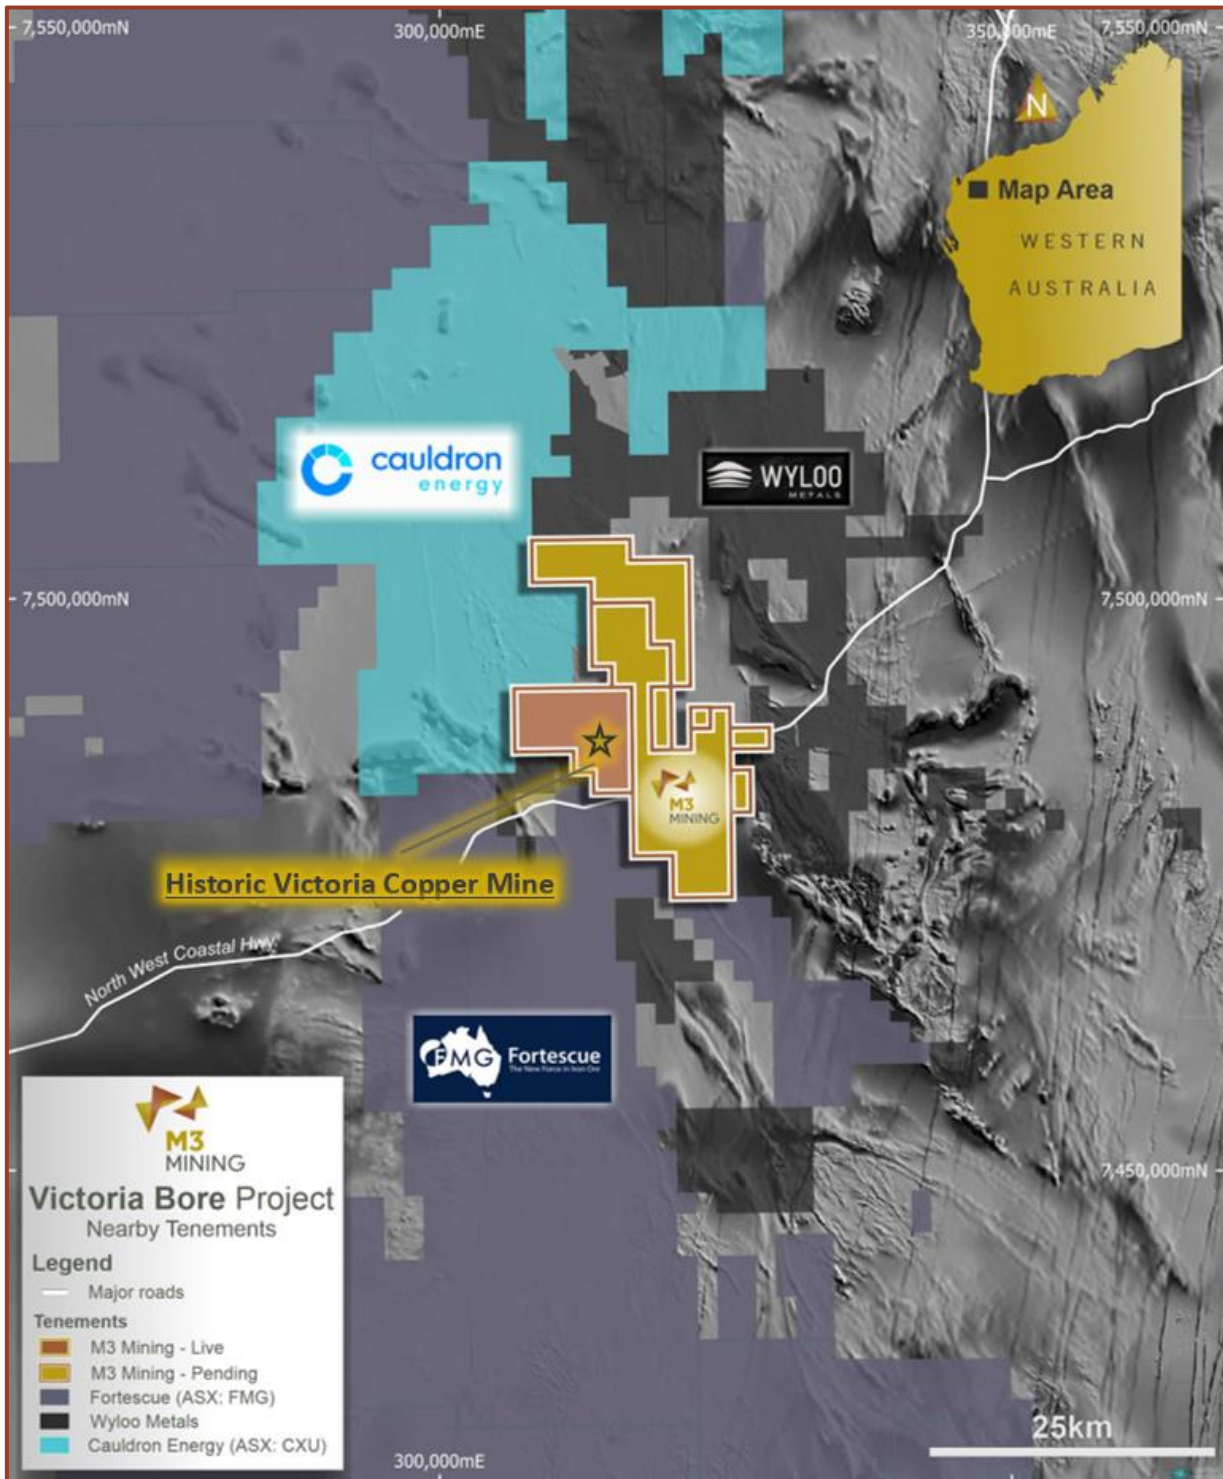 7,550,000mN
300,000mE
350,000mE
7,550,000mN
N
Map Area
WESTERN
AUSTRALIA
cauldron
energy
WYLOO
METALS
7,500,000mN
7,500,000mN
M3
MINING
Historic Victoria Copper Mine
North West Coastal Hwy
FMG
Fortescue
The New Force in Iron Ore
M3
MINING
Victoria Bore Project
Nearby Tenements
Legend
Major roads
Tenements
M3 Mining - Live
M3 Mining - Pending
Fortescue (ASX: FMG)
Wyloo Metals
Cauldron Energy (ASX: CXU)
7,450,000mN
25km
300,000mE